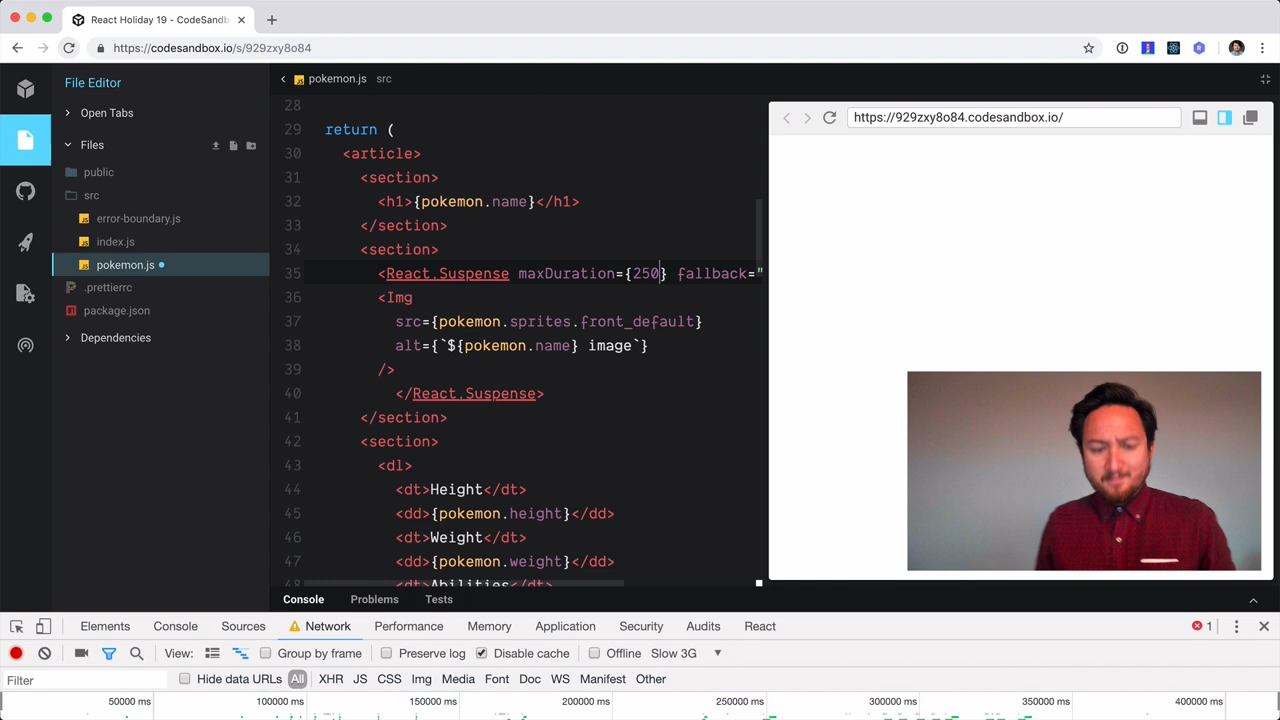 React Holiday 19 - CodeSandb
https://codesandbox.io/s/929zxy8o84
File Editor
Open Tabs
Files
public
src
error-boundary.js
index.js
pokemon.js
.prettierrc
package.json
Dependencies
pokemon.js src
28
29 return (
30 <article>
31 <section>
32 <h1>{pokemon.name}</h1>
33 </section>
34 <section>
35 <React.Suspense maxDuration={250} fallback="
36 <Img
37 src={pokemon.sprites.front_default}
38 alt={`${pokemon.name} image`}
39 />
40 </React.Suspense>
41 </section>
42 <section>
43 <dl>
44 <dt>Height</dt>
45 <dd>{pokemon.height}</dd>
46 <dt>Weight</dt>
47 <dd>{pokemon.weight}</dd>
48 <dt>Abilities</dt>
https://929zxy8o84.codesandbox.io/
Console Problems Tests
Elements Console Sources Network Performance Memory Application Security Audits React 1
View: Group by frame Preserve log Disable cache Offline Slow 3G
Filter Hide data URLs All XHR JS CSS Img Media Font Doc WS Manifest Other
50000 ms 100000 ms 150000 ms 200000 ms 250000 ms 300000 ms 350000 ms 400000 ms